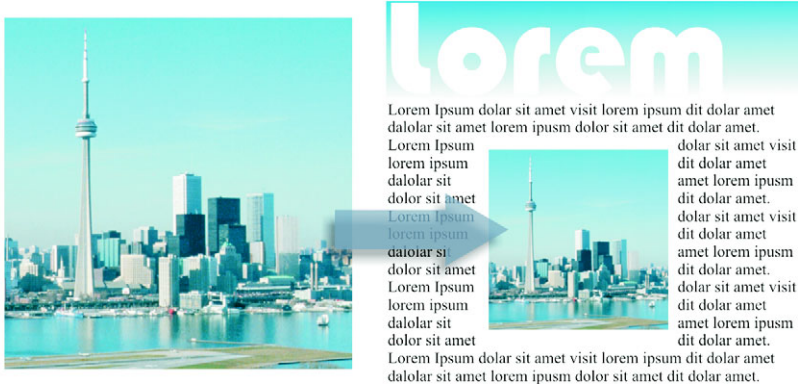 Lorem
Lorem Ipsum dolar sit amet visit lorem ipsum dit dolar amet
dalolar sit amet lorem ipusm dolor sit amet dit dolar amet.
Lorem Ipsum dolar sit amet visit
lorem ipsum dit dolar amet
dalolar sit amet lorem ipusm
dolor sit amet dit dolar amet.
Lorem Ipsum dolar sit amet visit
lorem ipsum dit dolar amet
dalolar sit amet lorem ipusm
dolor sit amet dit dolar amet.
Lorem Ipsum dolar sit amet visit
lorem ipsum dit dolar amet
dalolar sit amet lorem ipusm
dolor sit amet dit dolar amet.
Lorem Ipsum dolar sit amet visit lorem ipsum dit dolar amet
dalolar sit amet lorem ipusm dolor sit amet dit dolar amet.